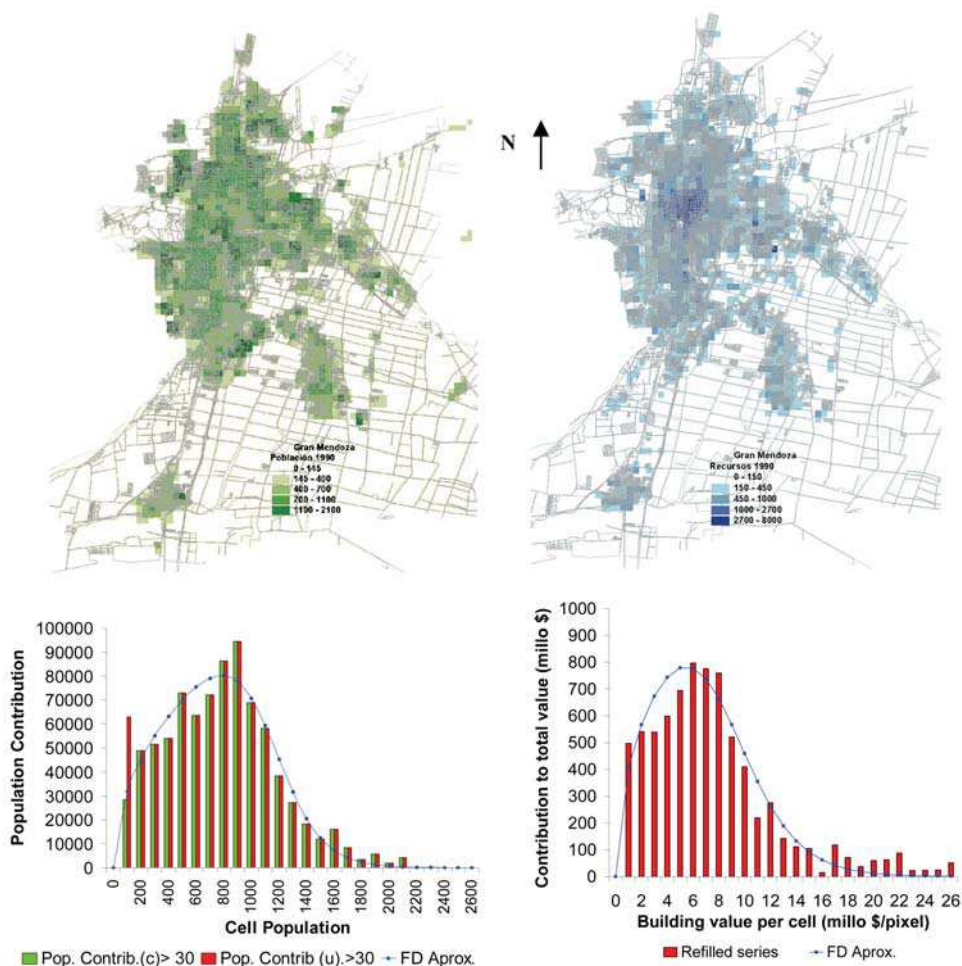 N
Gran Mendoza
Población 1990
0 - 145
145 - 400
400 - 700
700 - 1100
1100 - 2100
Gran Mendoza
Recursos 1990
0 - 150
150 - 450
450 - 1000
1000 - 2700
2700 - 8000
100000
90000
80000
70000
60000
50000
40000
30000
20000
10000
0
Population Contribution
0
200
400
600
800
1000
1200
1400
1600
1800
2000
2200
2400
2600
Cell Population
Pop. Contrib.(c)> 30
Pop. Contrib (u).>30
FD Aprox.
1000
900
800
700
600
500
400
300
200
100
0
Contribution to total value (millo $)
0 2 4 6 8 10 12 14 16 18 20 22 24 26
Building value per cell (millo $/pixel)
Refilled series
FD Aprox.